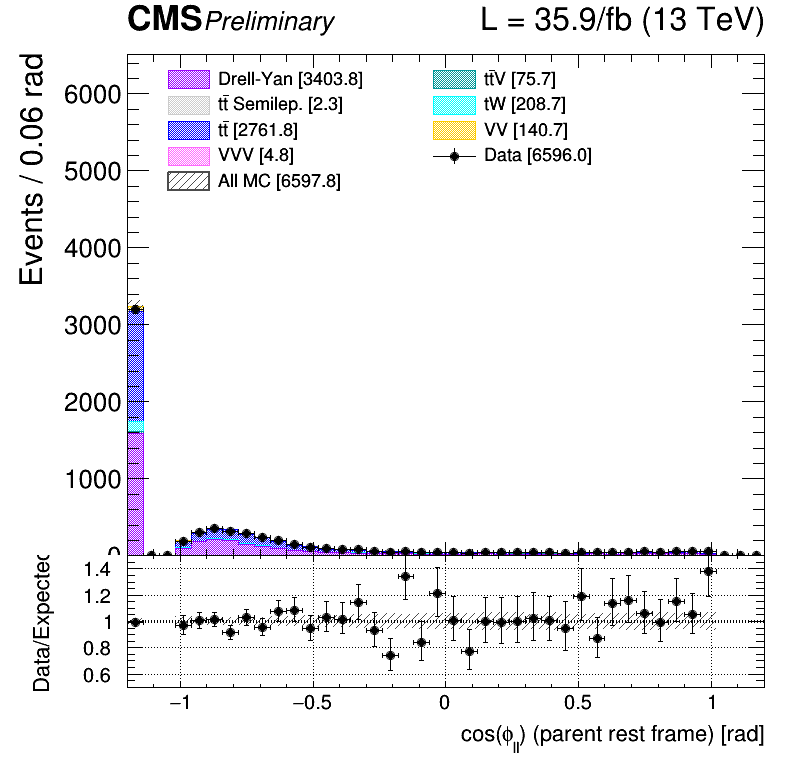 CMS Preliminary L = 35.9/fb (13 TeV)
Events / 0.06 rad
6000
5000
4000
3000
2000
1000
0
Drell-Yan [3403.8]
tt̄ Semilep. [2.3]
tt̄ [2761.8]
VVV [4.8]
All MC [6597.8]
tt̄V [75.7]
tW [208.7]
VV [140.7]
Data [6596.0]
Data/Expected
1.4
1.2
1
0.8
0.6
−1 −0.5 0 0.5 1
cos(ϕ_ll) (parent rest frame) [rad]